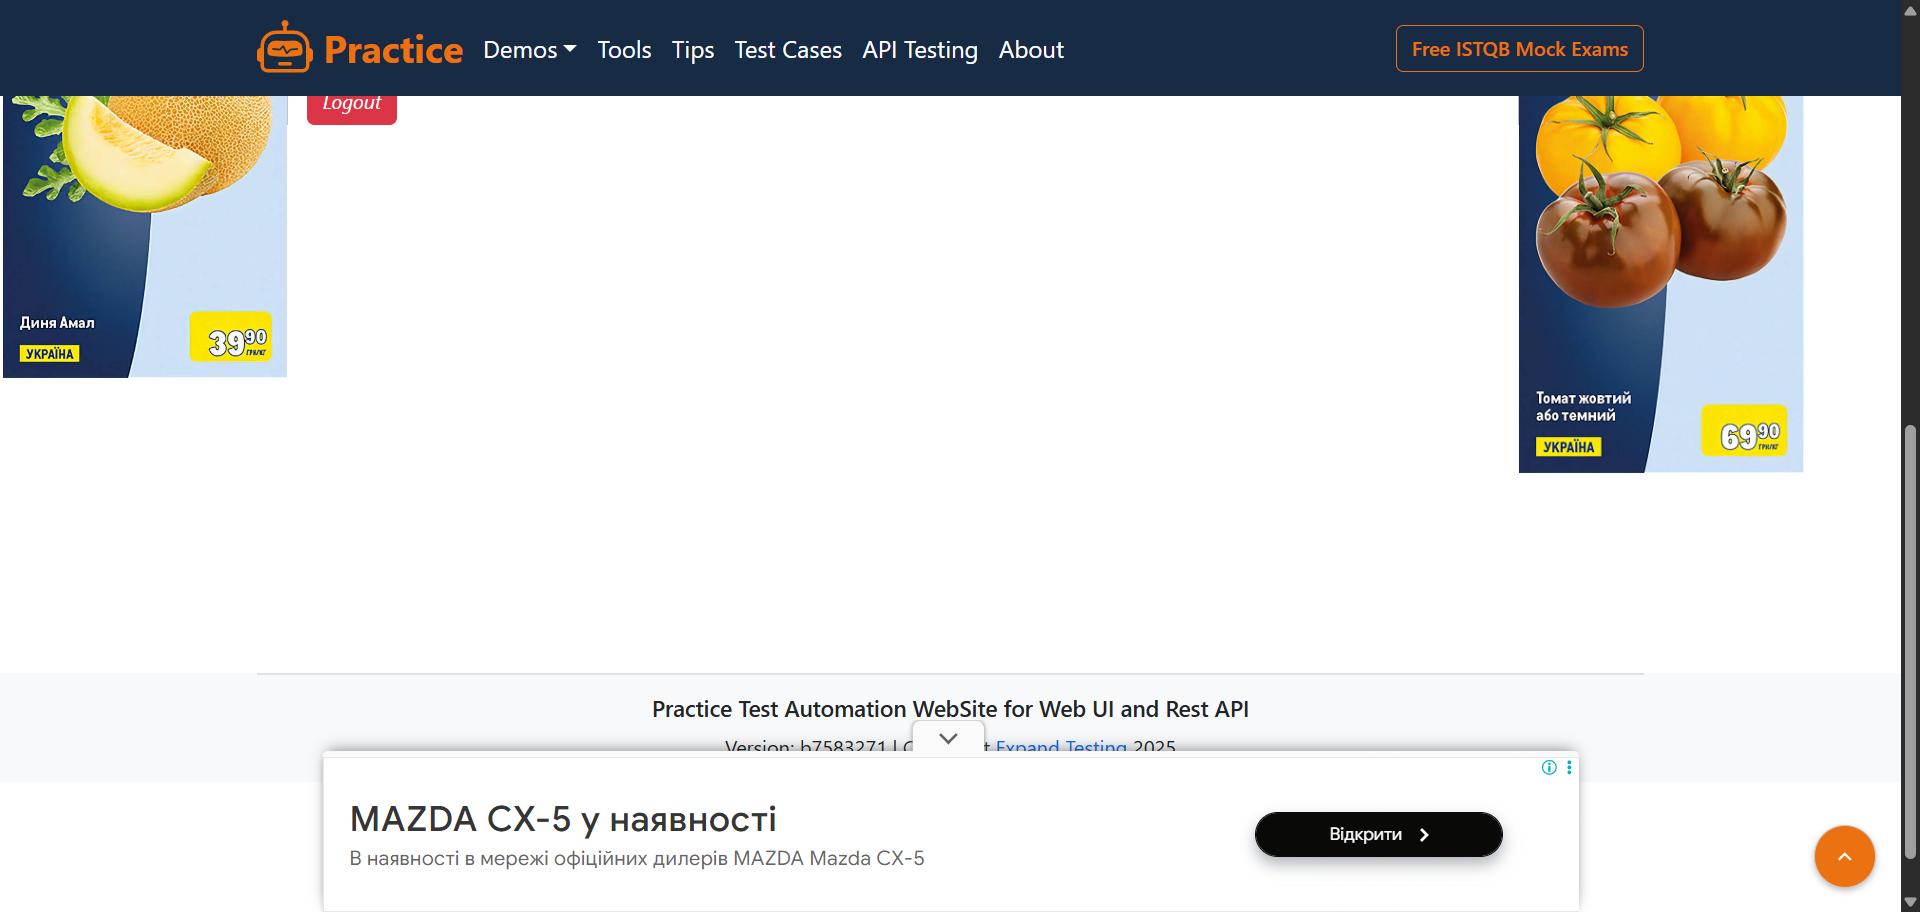 Practice
Demos
Tools
Tips
Test Cases
API Testing
About
Free ISTQB Mock Exams
Logout
Диня Амал
УКРАЇНА
39 90
ГРН/КГ
Томат жовтий
або темний
УКРАЇНА
69 90
ГРН/КГ
Practice Test Automation WebSite for Web UI and Rest API
Version: b7583271 | C t Expand Testing 2025
MAZDA CX-5 у наявності
В наявності в мережі офіційних дилерів MAZDA Mazda CX-5
Відкрити